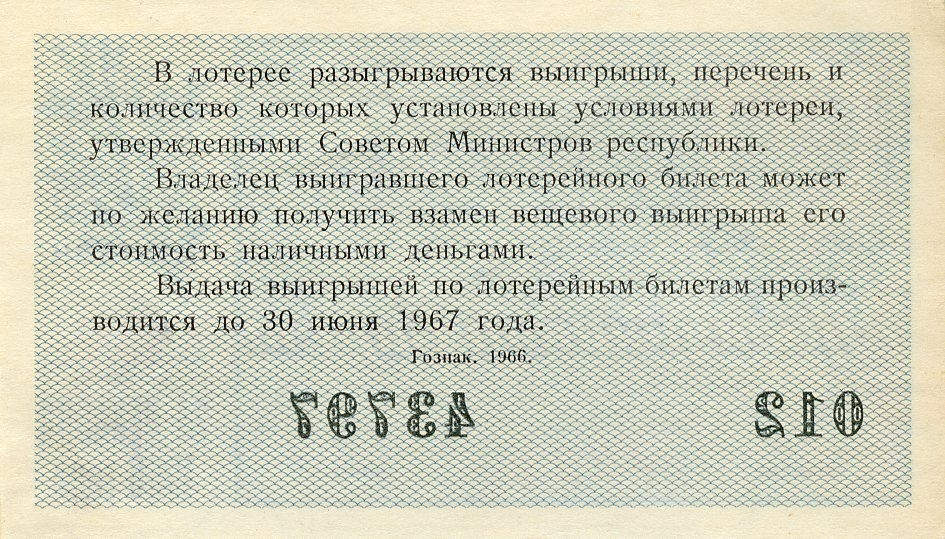 В лотерее разыгрываются выигрыши, перечень и
количество которых установлены условиями лотереи,
утвержденными Советом Министров республики.
Владелец выигравшего лотерейного билета может
по желанию получить взамен вещевого выигрыша его
стоимость наличными деньгами.
Выдача выигрышей по лотерейным билетам произ-
водится до 30 июня 1967 года.
Гознак. 1966.
43797 012